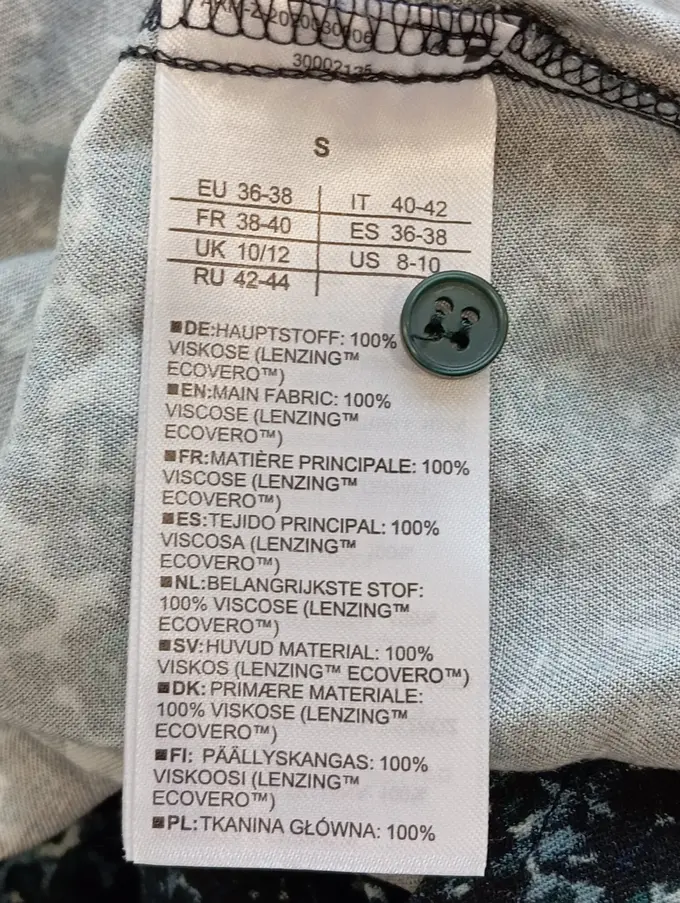 S
EU 36-38 IT 40-42
FR 38-40 ES 36-38
UK 10/12 US 8-10
RU 42-44
■DE:HAUPTSTOFF: 100%
VISKOSE (LENZING™
ECOVERO™)
■EN:MAIN FABRIC: 100%
VISCOSE (LENZING™
ECOVERO™)
■FR:MATIÈRE PRINCIPALE: 100%
VISCOSE (LENZING™
ECOVERO™)
■ES:TEJIDO PRINCIPAL: 100%
VISCOSA (LENZING™
ECOVERO™)
■NL:BELANGRIJKSTE STOF:
100% VISCOSE (LENZING™
ECOVERO™)
■SV:HUVUD MATERIAL: 100%
VISKOS (LENZING™ ECOVERO™)
■DK: PRIMÆRE MATERIALE:
100% VISKOSE (LENZING™
ECOVERO™)
■FI: PÄÄLLYSKANGAS: 100%
VISKOOSI (LENZING™
ECOVERO™)
■PL:TKANINA GŁÓWNA: 100%